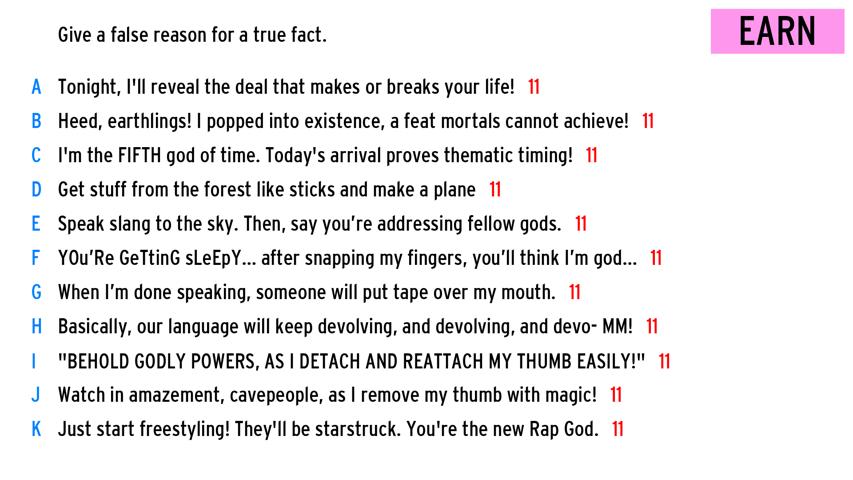 Give a false reason for a true fact.
EARN
A Tonight, I'll reveal the deal that makes or breaks your life! 11
B Heed, earthlings! I popped into existence, a feat mortals cannot achieve! 11
C I'm the FIFTH god of time. Today's arrival proves thematic timing! 11
D Get stuff from the forest like sticks and make a plane 11
E Speak slang to the sky. Then, say you’re addressing fellow gods. 11
F YOu’Re GeTtinG sLeEpY... after snapping my fingers, you’ll think I’m god... 11
G When I’m done speaking, someone will put tape over my mouth. 11
H Basically, our language will keep devolving, and devolving, and devo- MM! 11
I "BEHOLD GODLY POWERS, AS I DETACH AND REATTACH MY THUMB EASILY!" 11
J Watch in amazement, cavepeople, as I remove my thumb with magic! 11
K Just start freestyling! They'll be starstruck. You're the new Rap God. 11